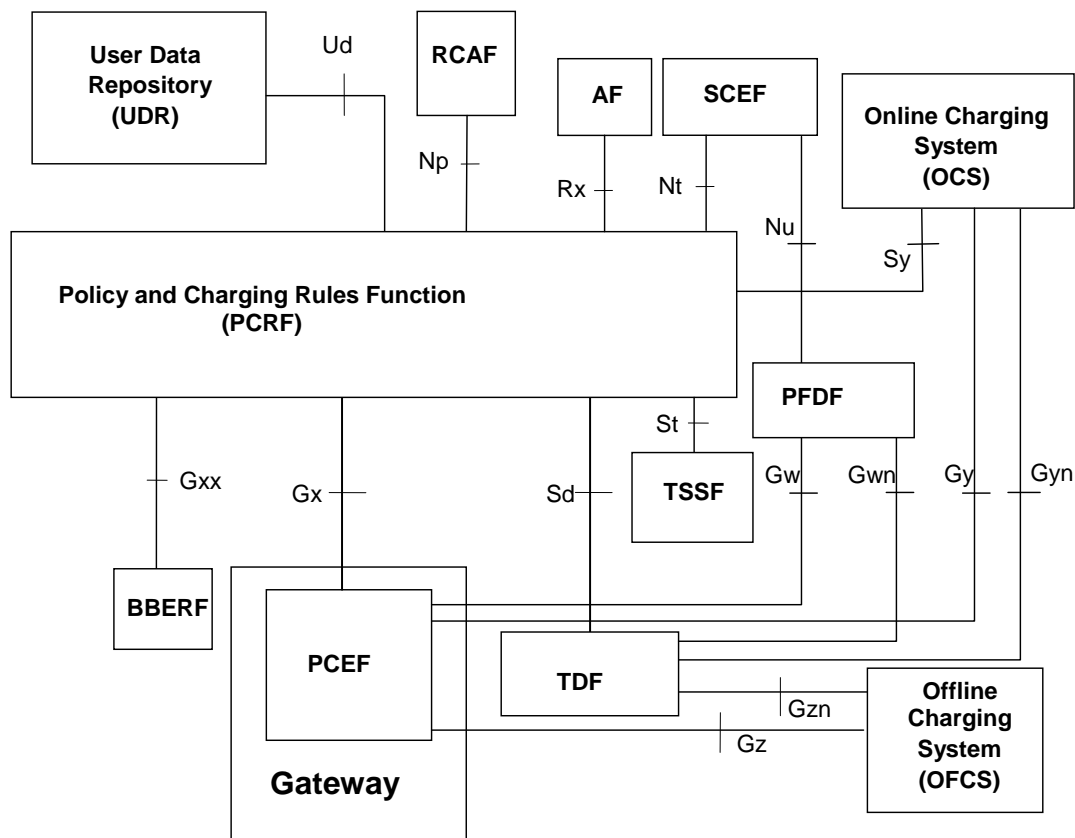 User Data
Repository
(UDR)
Ud
RCAF
AF
SCEF
Online Charging
System
(OCS)
Np
Rx
Nt
Nu
Sy
Policy and Charging Rules Function
(PCRF)
PFDF
St
Gxx
Gx
Sd
TSSF
Gw
Gwn
Gy
Gyn
BBERF
PCEF
TDF
Offline
Charging
System
(OFCS)
Gzn
Gz
Gateway